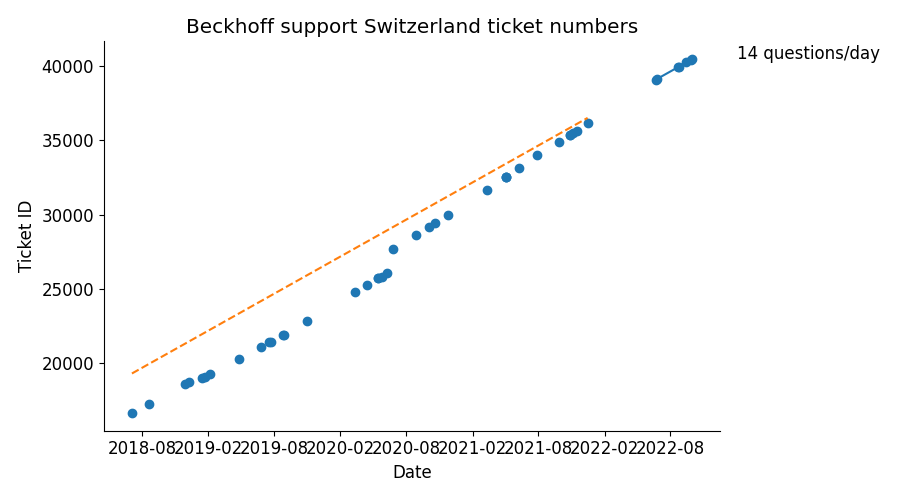 Beckhoff support Switzerland ticket numbers
14 questions/day
40000
35000
30000
25000
20000
Ticket ID
2018-08 2019-02 2019-08 2020-02 2020-08 2021-02 2021-08 2022-02 2022-08
Date